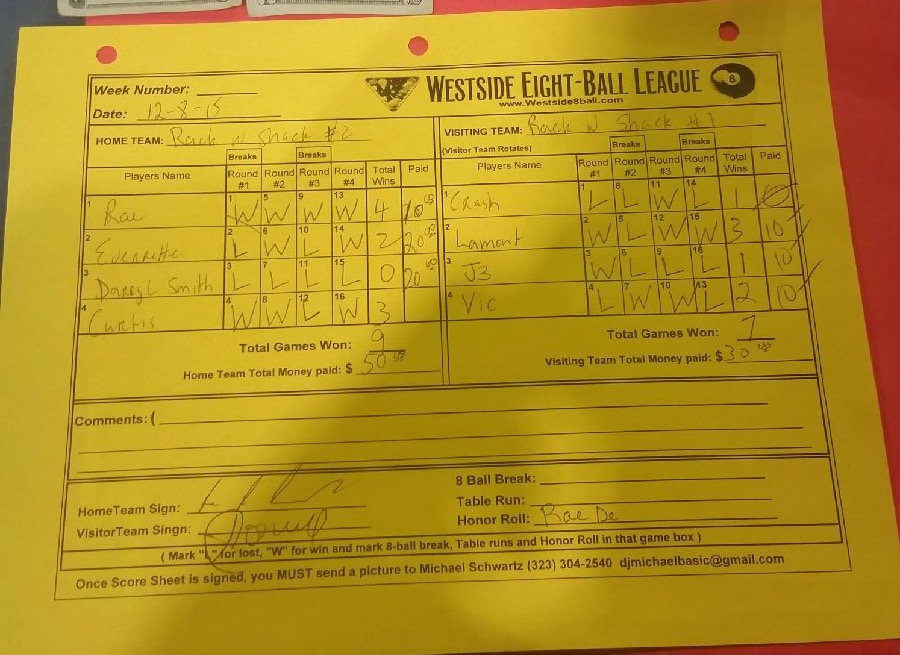 Week Number:
WESTSIDE EIGHT-BALL LEAGUE 8
www.Westside8ball.com
Date: 12-8-15
HOME TEAM: Rack n Shack #2
VISITING TEAM: Rack n Shack #1
(Visitor Team Rotates)
Breaks Breaks Breaks Breaks
Players Name Round #1 Round #2 Round #3 Round #4 Total Wins Paid
Players Name Round #1 Round #2 Round #3 Round #4 Total Wins Paid
1 Rae 1 W 5 W 9 W 13 W 4 10 00
1 Crash 1 L 8 L 11 W 14 L 1
2 Evernette 2 L 6 W 10 L 14 W 2 20 00
2 Lamont 2 W 5 L 12 W 15 W 3 10
3 Darryl Smith 3 L 7 L 11 L 15 L 0 20 00
3 J3 3 W 6 L 9 L 16 L 1 10
4 Curtis 4 W 8 W 12 L 16 W 3
4 Vic 4 L 7 W 10 W 13 L 2 10
Total Games Won: 9
Total Games Won: 7
Home Team Total Money paid: $ 50 00
Visiting Team Total Money paid: $ 30 00
Comments: (
8 Ball Break:
HomeTeam Sign:
Table Run:
VisitorTeam Singn:
Honor Roll: Rae De
( Mark "L" for lost, "W" for win and mark 8-ball break, Table runs and Honor Roll in that game box )
Once Score Sheet is signed, you MUST send a picture to Michael Schwartz (323) 304-2540 djmichaelbasic@gmail.com